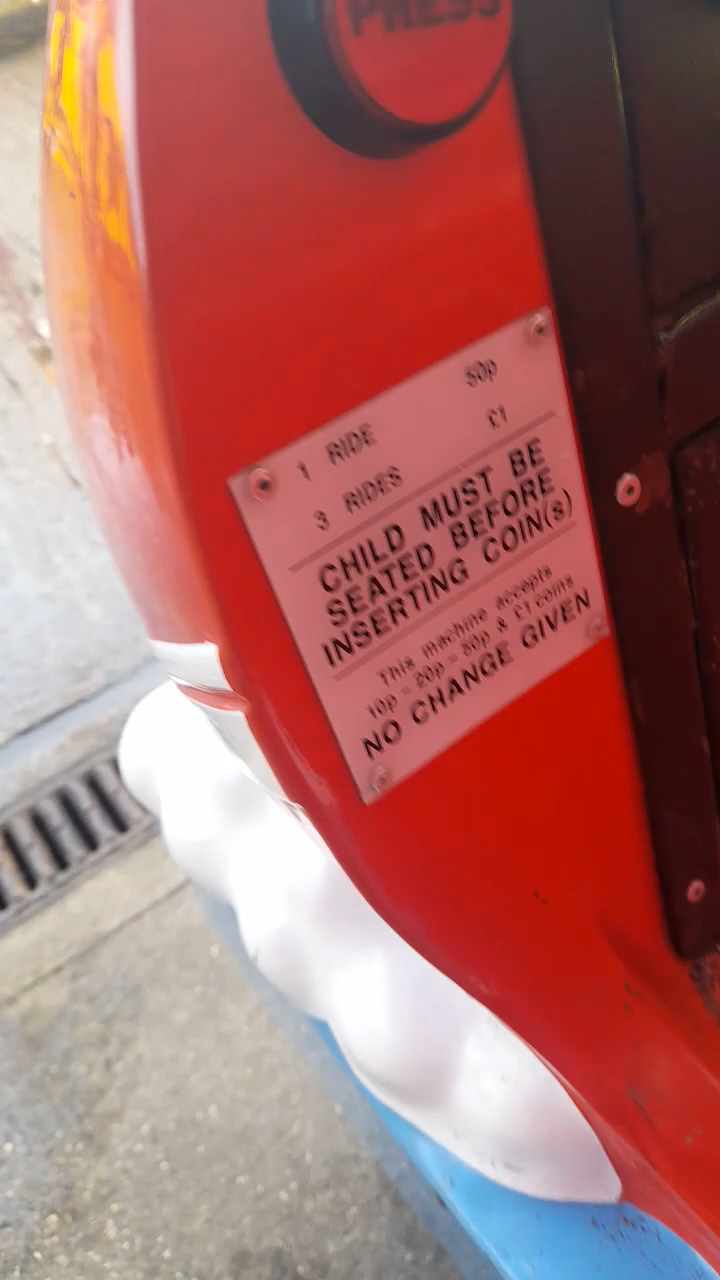 PRESS
1 RIDE 50p
3 RIDES £1
CHILD MUST BE
SEATED BEFORE
INSERTING COIN(s)
This machine accepts
10p - 20p - 50p & £1 coins
NO CHANGE GIVEN